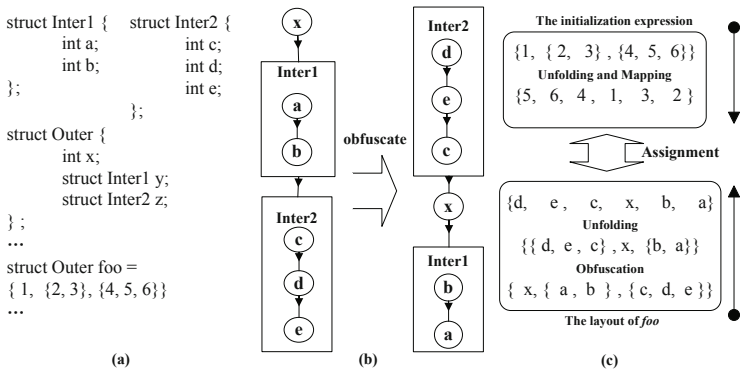 struct Inter1 {
int a;
int b;
};
struct Inter2 {
int c;
int d;
int e;
};
struct Outer {
int x;
struct Inter1 y;
struct Inter2 z;
} ;
...
struct Outer foo =
{ 1, {2, 3}, {4, 5, 6}}
...
(a)
x
Inter1
a
b
Inter2
c
d
e
obfuscate
Inter2
d
e
c
x
Inter1
b
a
(b)
The initialization expression
{1, { 2, 3} , {4, 5, 6}}
Unfolding and Mapping
{5, 6, 4 , 1, 3, 2 }
Assignment
{d, e , c, x, b, a}
Unfolding
{{ d, e , c} , x, {b, a}}
Obfuscation
{ x, { a , b } , { c, d, e }}
The layout of foo
(c)